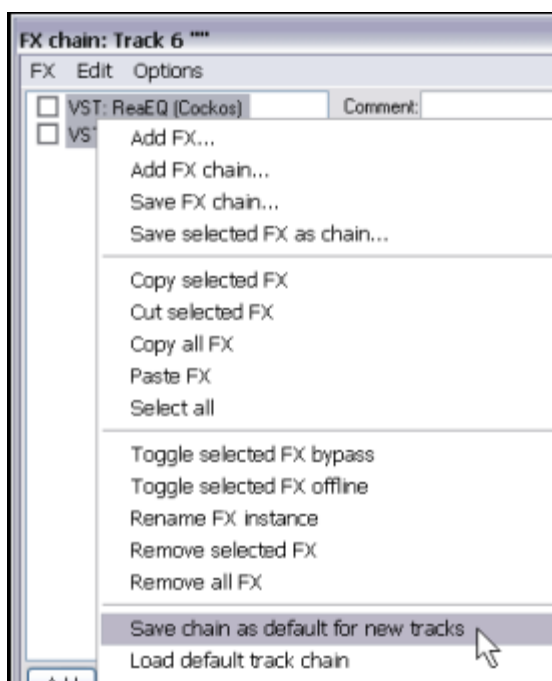 FX chain: Track 6 ""
FX Edit Options
VST: ReaEQ (Cockos) Comment:
VS
Add FX...
Add FX chain...
Save FX chain...
Save selected FX as chain...
Copy selected FX
Cut selected FX
Copy all FX
Paste FX
Select all
Toggle selected FX bypass
Toggle selected FX offline
Rename FX instance
Remove selected FX
Remove all FX
Save chain as default for new tracks
Load default track chain